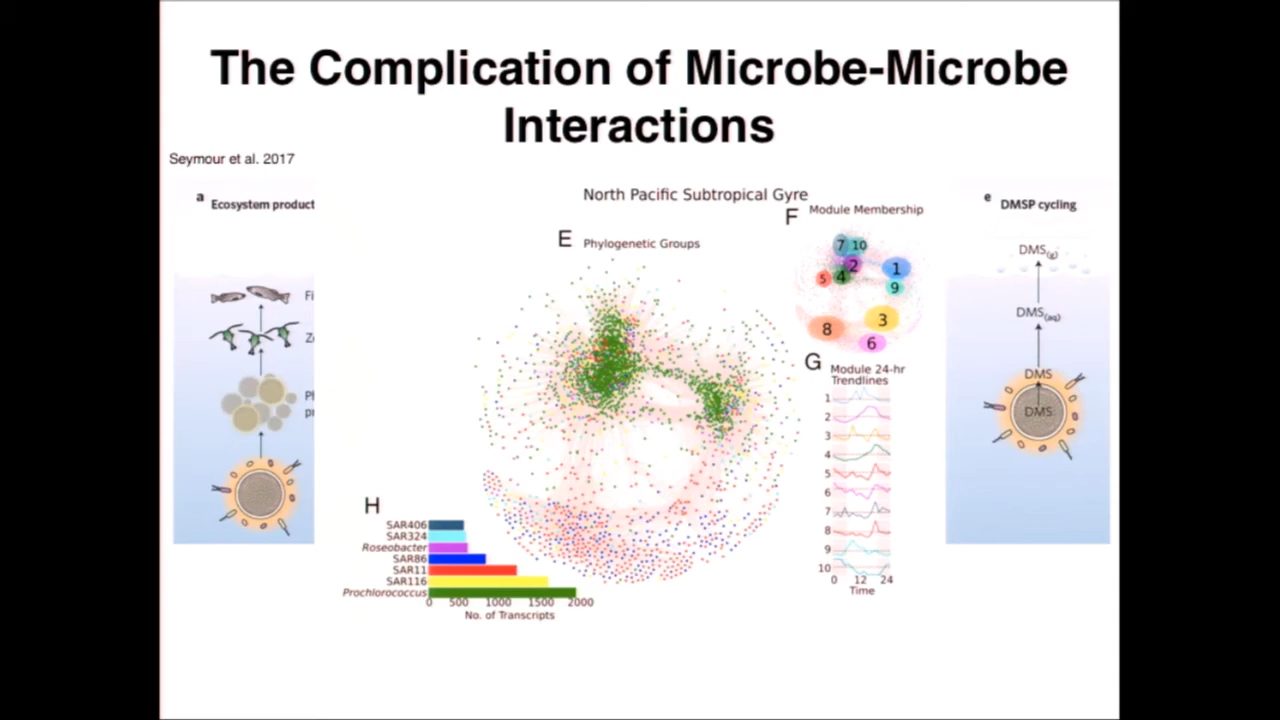 The Complication of Microbe-Microbe
Interactions
Seymour et al. 2017
a Ecosystem product
Fi
Z
Pl
pr
North Pacific Subtropical Gyre
E Phylogenetic Groups
F Module Membership
7 10
2
1
5 4
9
8 3
6
G Module 24-hr
Trendlines
1
2
3
4
5
6
7
8
9
10
0 12 24
Time
H
SAR406
SAR324
Roseobacter
SAR86
SAR11
SAR116
Prochlorococcus
0 500 1000 1500 2000
No. of Transcripts
e DMSP cycling
DMS(g)
DMS(aq)
DMS
DMS